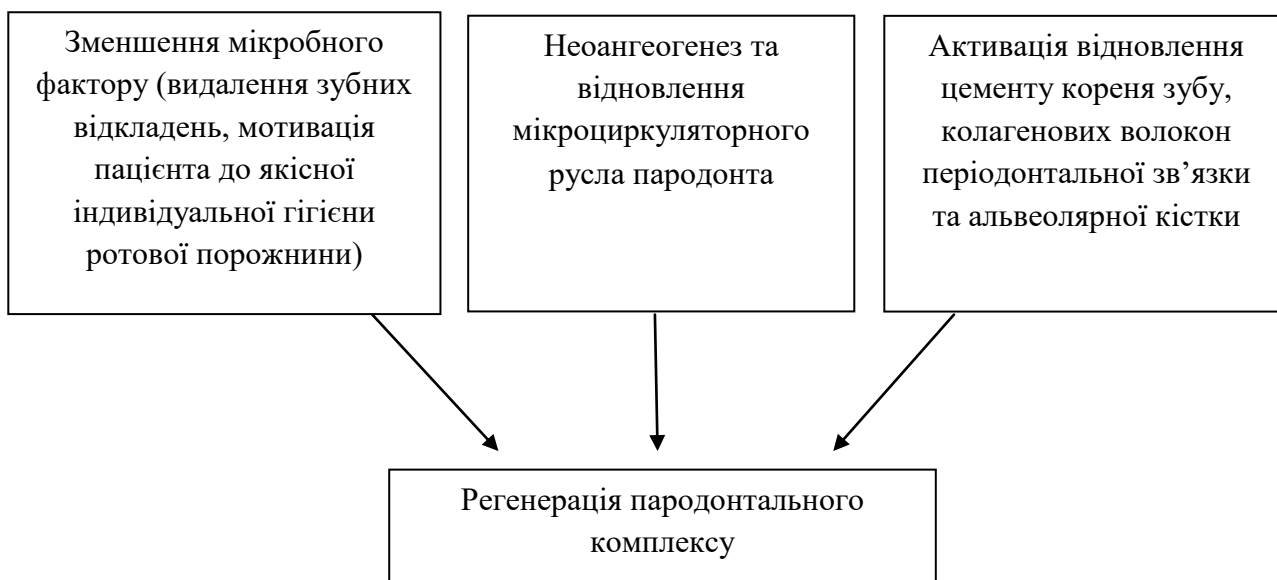 Зменшення мікробного
фактору (видалення зубних
відкладень, мотивація
пацієнта до якісної
індивідуальної гігієни
ротової порожнини)
Неоангеогенез та
відновлення
мікроциркуляторного
русла пародонта
Активація відновлення
цементу кореня зубу,
колагенових волокон
періодонтальної зв’язки
та альвеолярної кістки
Регенерація пародонтального
комплексу